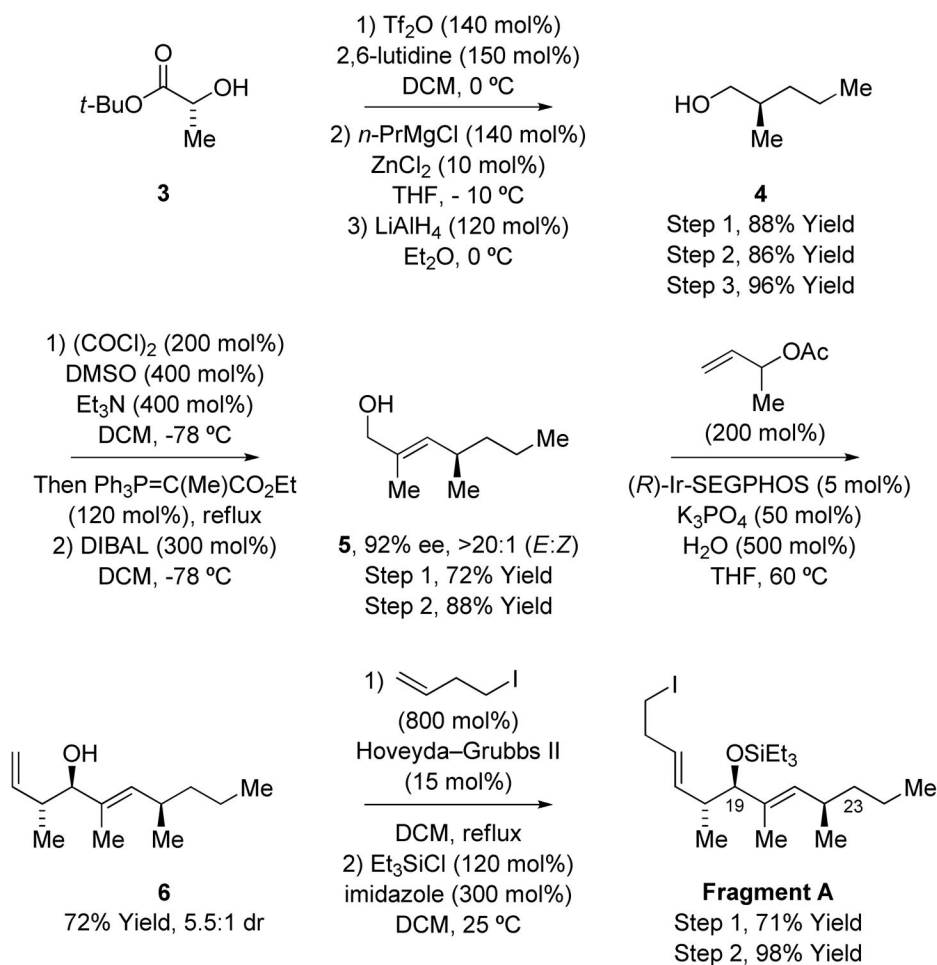 O
t-BuO
OH
Me
3
1) Tf₂O (140 mol%)
2,6-lutidine (150 mol%)
DCM, 0 ºC
2) n-PrMgCl (140 mol%)
ZnCl₂ (10 mol%)
THF, - 10 ºC
3) LiAlH₄ (120 mol%)
Et₂O, 0 ºC
HO
Me
Me
4
Step 1, 88% Yield
Step 2, 86% Yield
Step 3, 96% Yield
1) (COCl)₂ (200 mol%)
DMSO (400 mol%)
Et₃N (400 mol%)
DCM, -78 ºC
Then Ph₃P=C(Me)CO₂Et
(120 mol%), reflux
2) DIBAL (300 mol%)
DCM, -78 ºC
OH
Me
Me
Me
5, 92% ee, >20:1 (E:Z)
Step 1, 72% Yield
Step 2, 88% Yield
OAc
Me
(200 mol%)
(R)-Ir-SEGPHOS (5 mol%)
K₃PO₄ (50 mol%)
H₂O (500 mol%)
THF, 60 ºC
OH
Me
Me
Me
Me
6
72% Yield, 5.5:1 dr
1)
I
(800 mol%)
Hoveyda–Grubbs II
(15 mol%)
DCM, reflux
2) Et₃SiCl (120 mol%)
imidazole (300 mol%)
DCM, 25 ºC
I
OSiEt₃
19
23
Me
Me
Me
Me
Fragment A
Step 1, 71% Yield
Step 2, 98% Yield